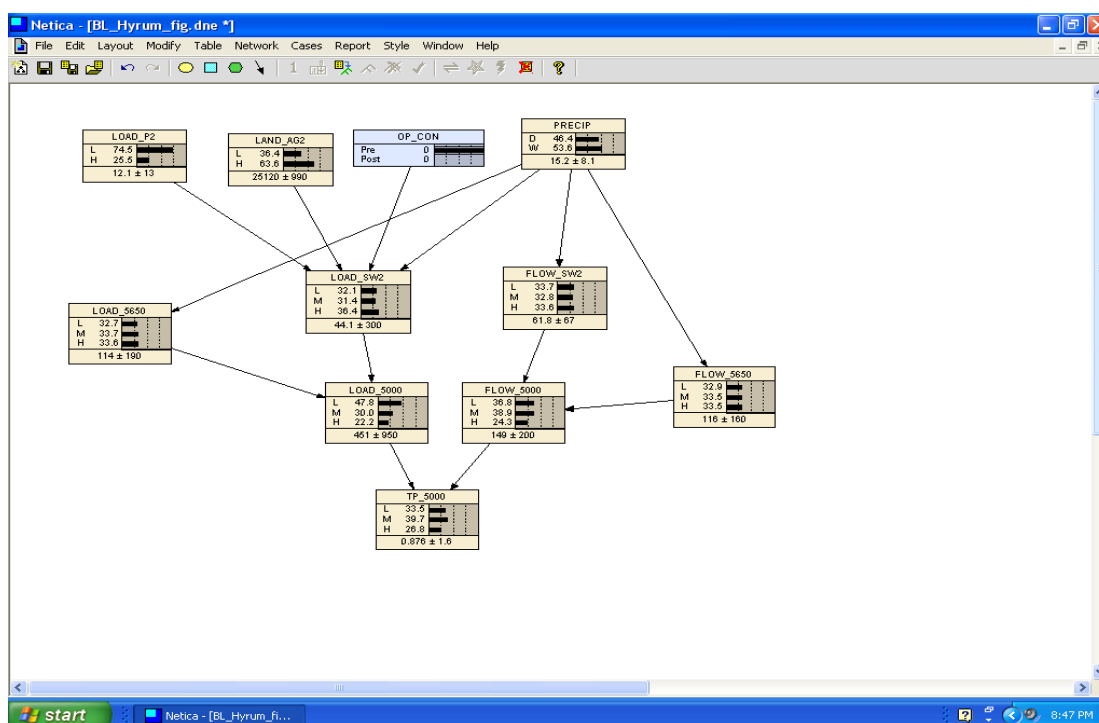 Netica - [BL_Hyrum_fig.dne *]
File Edit Layout Modify Table Network Cases Report Style Window Help
1
?
LOAD_P2
L 74.5
H 25.5
12.1 ± 13
LAND_AG2
L 36.4
H 63.6
25120 ± 990
OP_CON
Pre 0
Post 0
PRECIP
D 46.4
W 53.6
15.2 ± 8.1
LOAD_SW2
L 32.1
M 31.4
H 36.4
44.1 ± 300
FLOW_SW2
L 33.7
M 32.8
H 33.6
61.8 ± 67
LOAD_5650
L 32.7
M 33.7
H 33.6
114 ± 190
LOAD_5000
L 47.8
M 30.0
H 22.2
451 ± 950
FLOW_5000
L 36.8
M 38.9
H 24.3
149 ± 200
FLOW_5650
L 32.9
M 33.5
H 33.5
116 ± 160
TP_5000
L 33.5
M 39.7
H 26.8
0.876 ± 1.6
start
Netica - [BL_Hyrum_fi...
?
8:47 PM